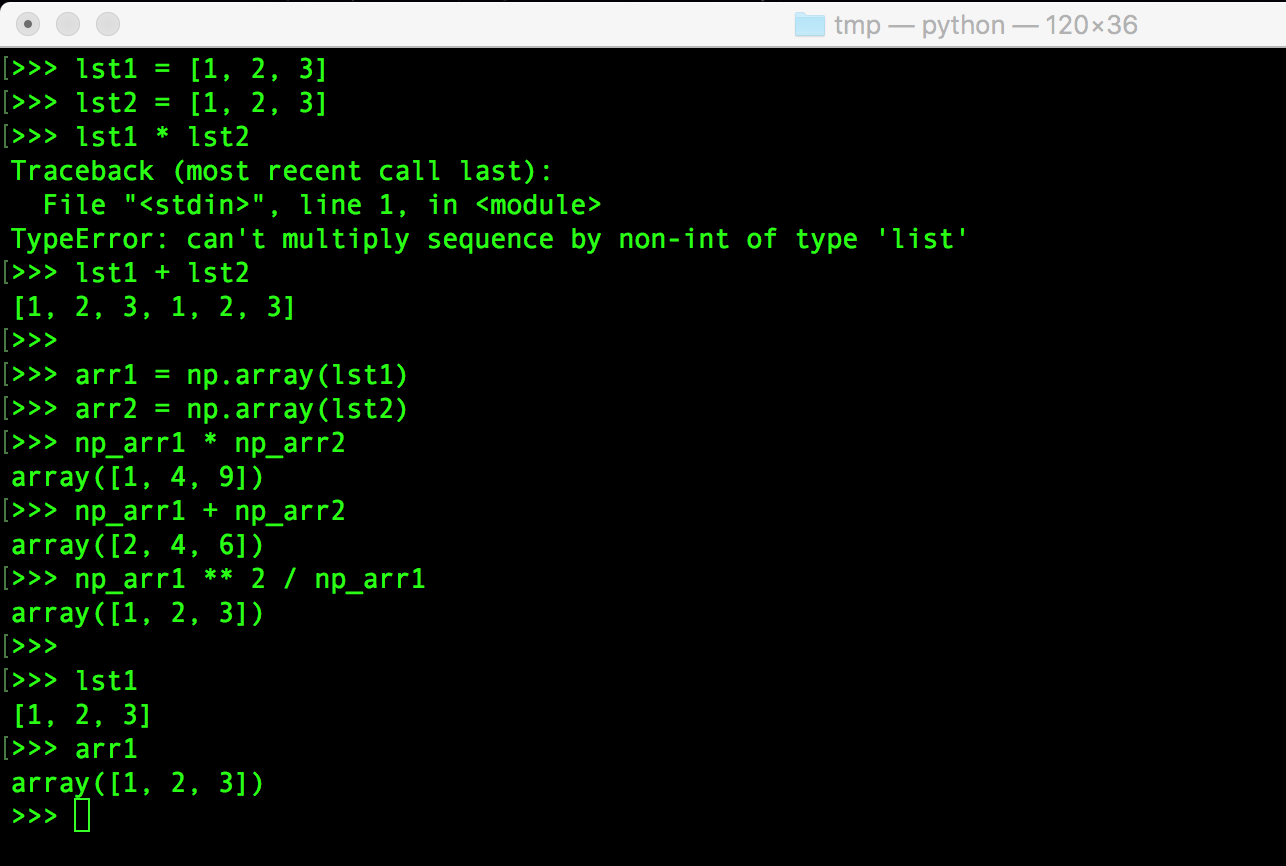 tmp — python — 120×36
[>>> lst1 = [1, 2, 3]
[>>> lst2 = [1, 2, 3]
[>>> lst1 * lst2
Traceback (most recent call last):
  File "<stdin>", line 1, in <module>
TypeError: can't multiply sequence by non-int of type 'list'
[>>> lst1 + lst2
[1, 2, 3, 1, 2, 3]
[>>>
[>>> arr1 = np.array(lst1)
[>>> arr2 = np.array(lst2)
[>>> np_arr1 * np_arr2
array([1, 4, 9])
[>>> np_arr1 + np_arr2
array([2, 4, 6])
[>>> np_arr1 ** 2 / np_arr1
array([1, 2, 3])
[>>>
[>>> lst1
[1, 2, 3]
[>>> arr1
array([1, 2, 3])
>>>